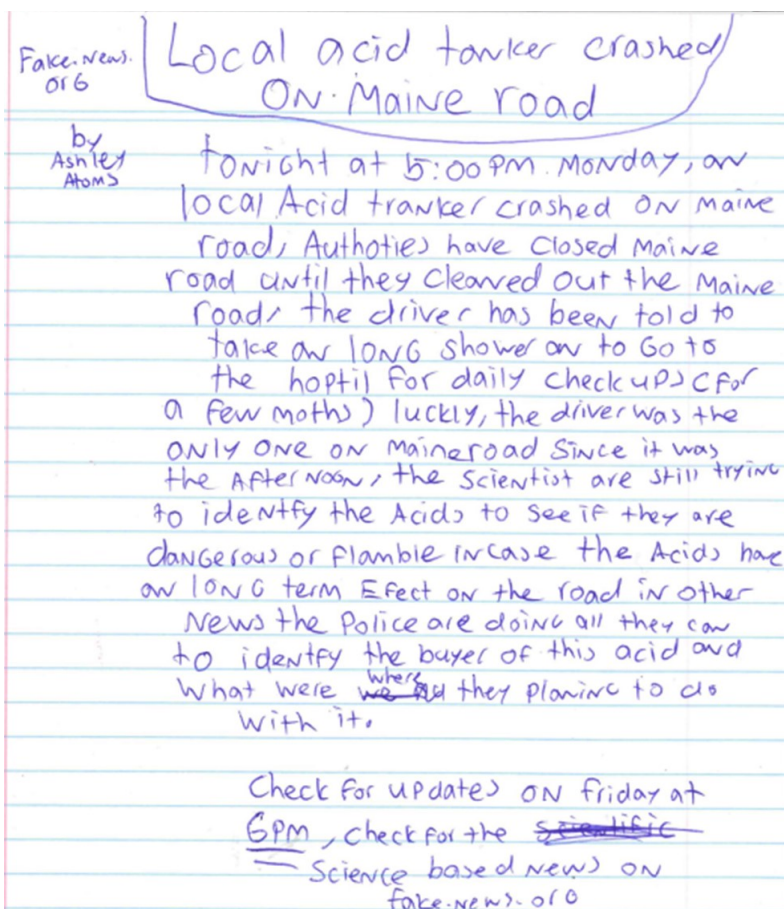 Local acid tanker crashed
ON. Maine road
Fake.News.
org
by
Ashley
Atoms
tonight at 5:00 PM. Monday, an
local Acid tranker crashed on maine
road, Authoties have closed Maine
road until they cleared out the Maine
road, the driver has been told to
take an long shower an to Go to
the hoptil for daily check ups (for
a few moths) luckly, the driver was the
only one on maineroad since it was
the AfterNoon, the scientist are still trying
to identfy the Acids to see if they are
dangerous or flamble incase the Acids have
an long term Efect on the road in other
News the Police are doing all they can
to identfy the buyer of this acid and
what were where they planing to do
with it.
Check for updates on friday at
6PM, check for the scientific
Science based News on
fake.news.org